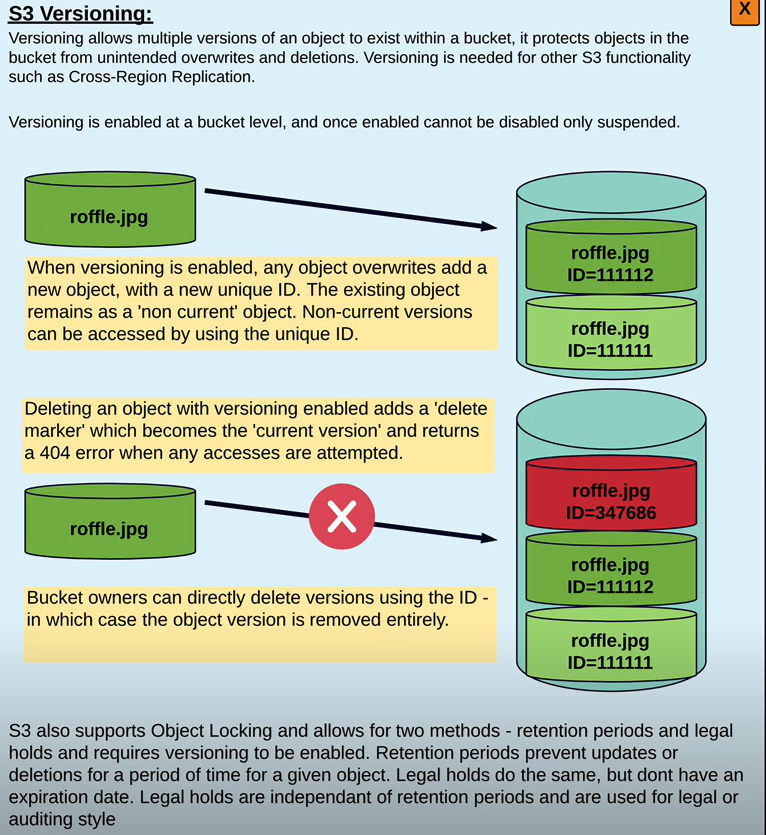 S3 Versioning:
X
Versioning allows multiple versions of an object to exist within a bucket, it protects objects in the
bucket from unintended overwrites and deletions. Versioning is needed for other S3 functionality
such as Cross-Region Replication.
Versioning is enabled at a bucket level, and once enabled cannot be disabled only suspended.
roffle.jpg
roffle.jpg
ID=111112
roffle.jpg
ID=111111
When versioning is enabled, any object overwrites add a
new object, with a new unique ID. The existing object
remains as a 'non current' object. Non-current versions
can be accessed by using the unique ID.
Deleting an object with versioning enabled adds a 'delete
marker' which becomes the 'current version' and returns
a 404 error when any accesses are attempted.
roffle.jpg
roffle.jpg
ID=347686
roffle.jpg
ID=111112
roffle.jpg
ID=111111
Bucket owners can directly delete versions using the ID -
in which case the object version is removed entirely.
S3 also supports Object Locking and allows for two methods - retention periods and legal
holds and requires versioning to be enabled. Retention periods prevent updates or
deletions for a period of time for a given object. Legal holds do the same, but dont have an
expiration date. Legal holds are independant of retention periods and are used for legal or
auditing style